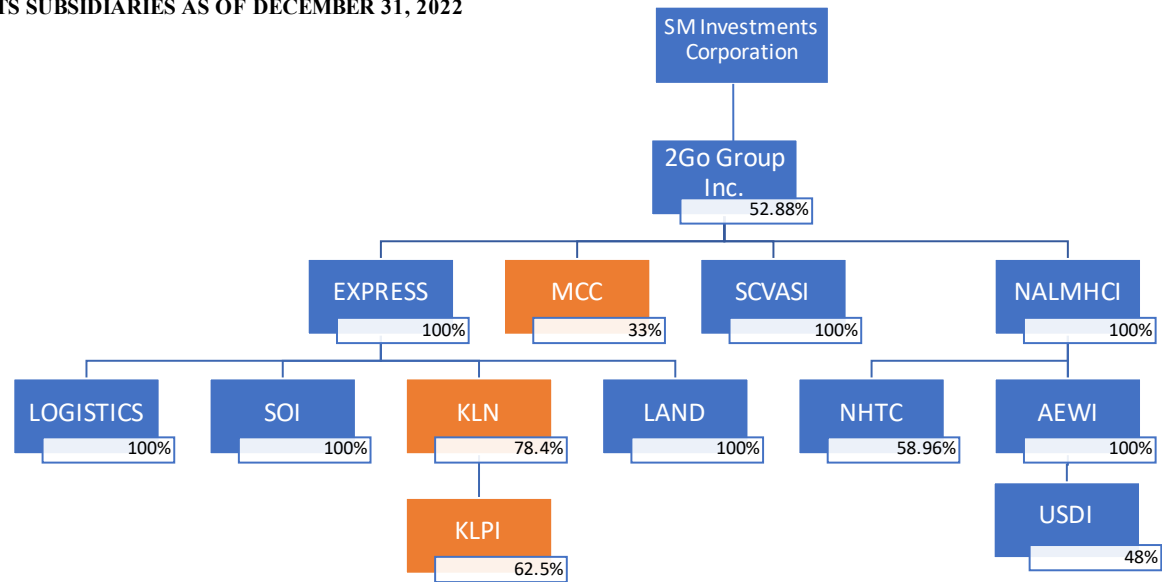 TS SUBSIDIARIES AS OF DECEMBER 31, 2022
SM Investments
Corporation
2Go Group
Inc.
52.88%
EXPRESS
100%
MCC
33%
SCVASI
100%
NALMHCI
100%
LOGISTICS
100%
SOI
100%
KLN
78.4%
LAND
100%
NHTC
58.96%
AEWI
100%
KLPI
62.5%
USDI
48%